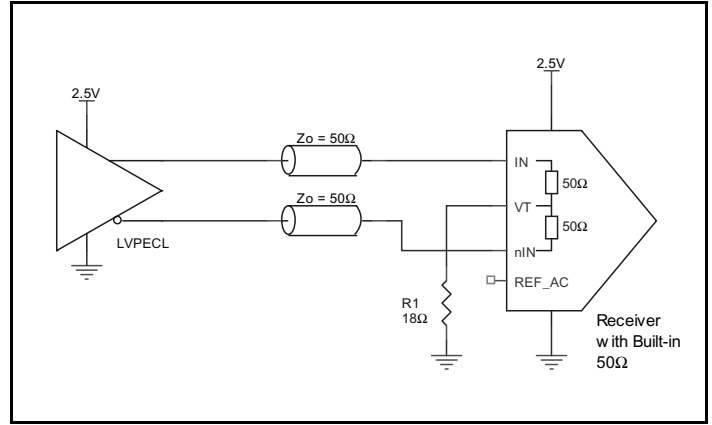 2.5V
2.5V
Zo = 50Ω
IN
50Ω
Zo = 50Ω
VT
50Ω
LVPECL
nIN
REF_AC
R1
18Ω
Receiver
with Built-in
50Ω